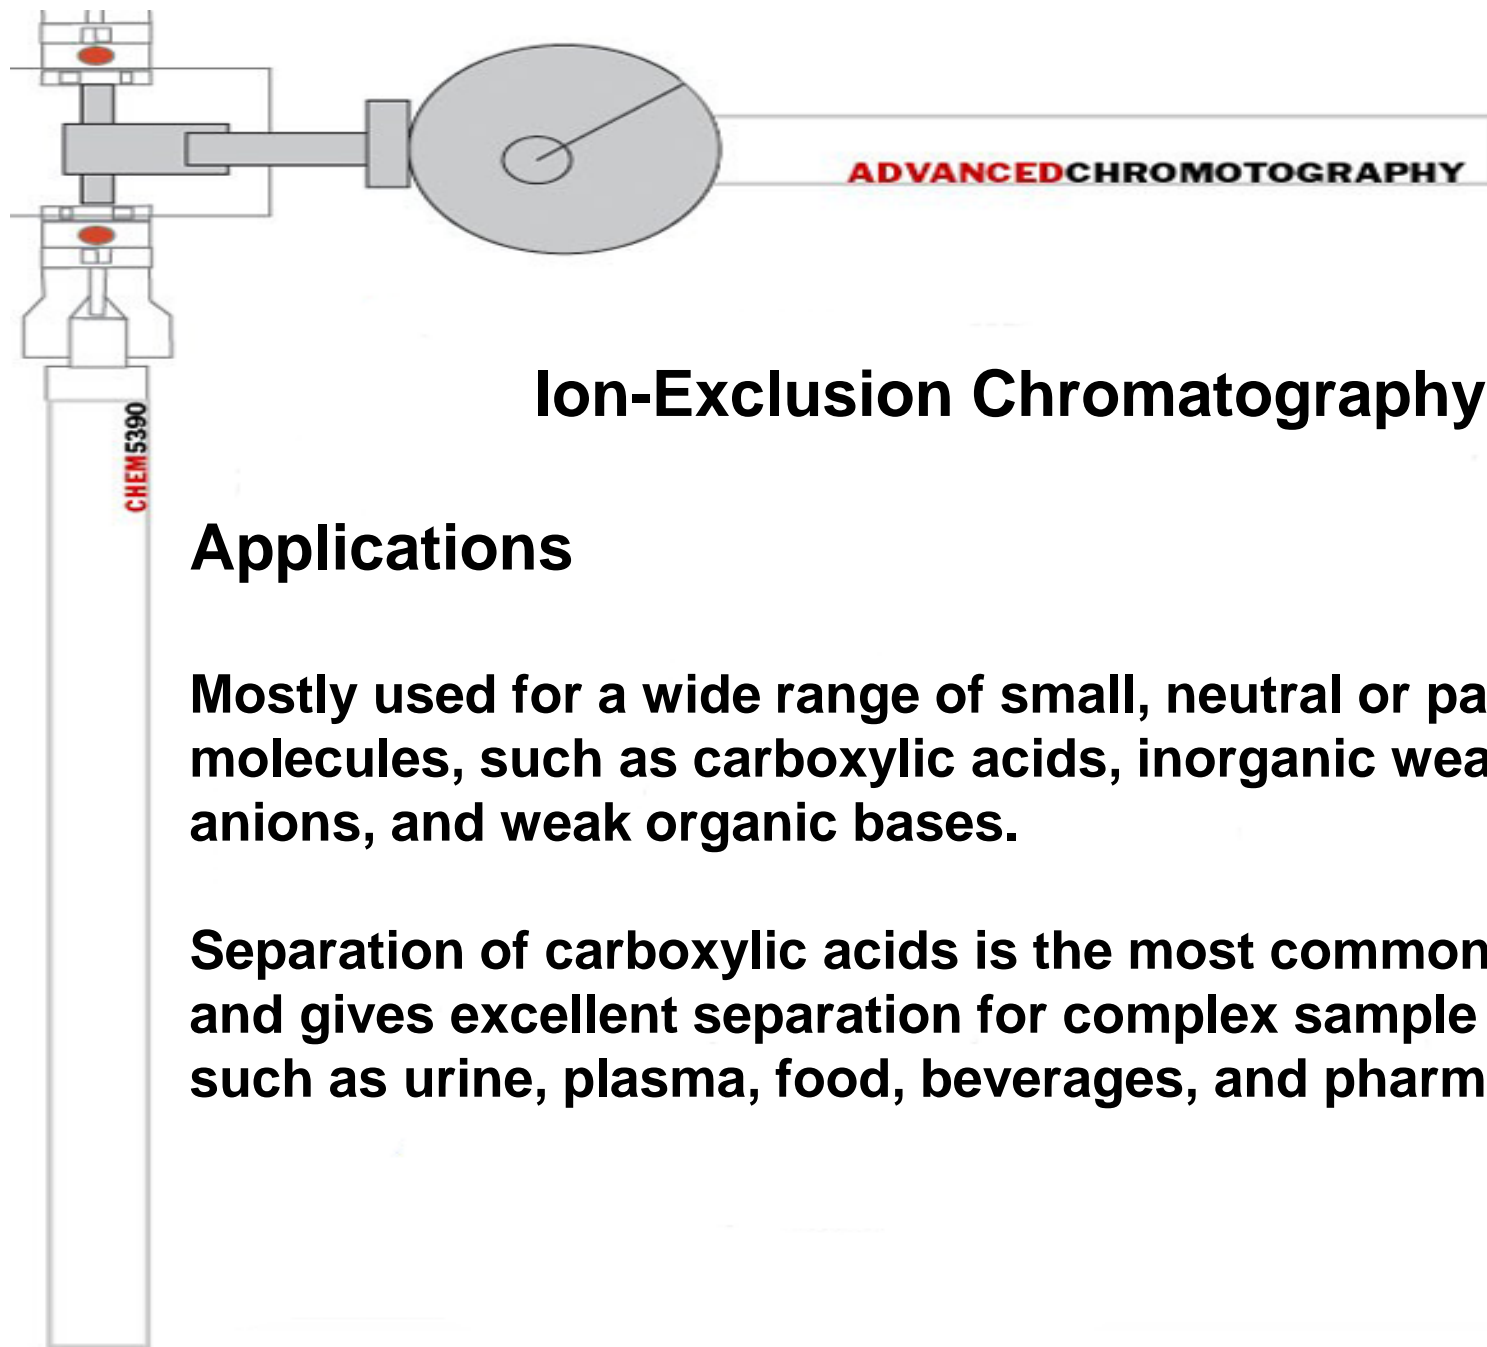 ADVANCEDCHROMOTOGRAPHY
Ion-Exclusion Chromatography
CHEM5390
Applications
Mostly used for a wide range of small, neutral or pa
molecules, such as carboxylic acids, inorganic wea
anions, and weak organic bases.
Separation of carboxylic acids is the most common
and gives excellent separation for complex sample
such as urine, plasma, food, beverages, and pharm